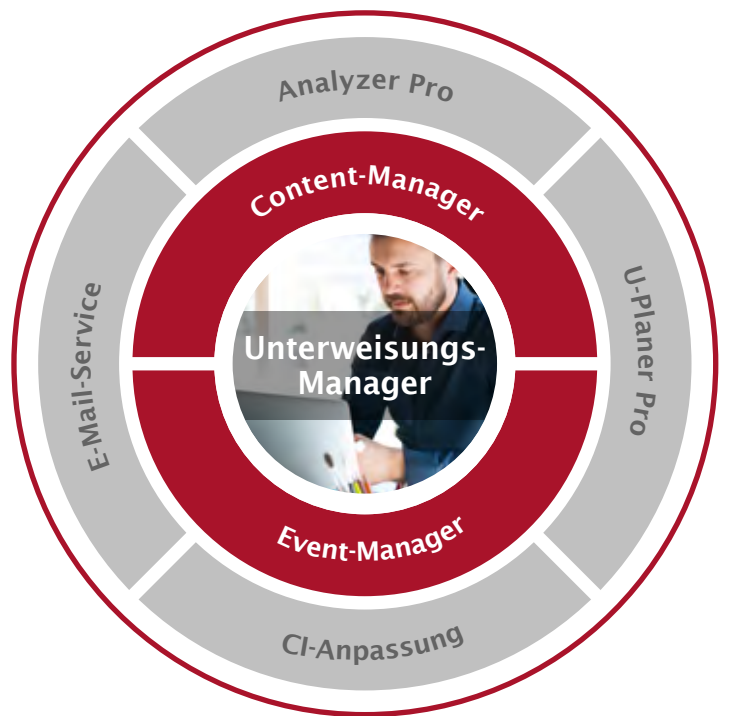 Analyzer Pro
Content-Manager
E-Mail-Service
Unterweisungs-
Manager
U-Planer Pro
Event-Manager
CI-Anpassung